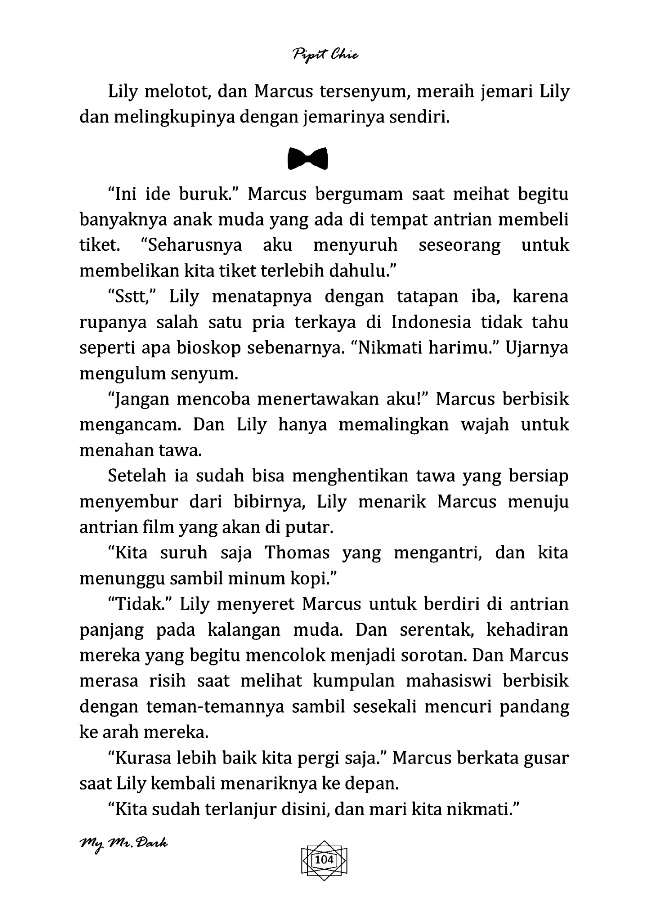 Pipit Chie
Lily melotot, dan Marcus tersenyum, meraih jemari Lily
dan melingkupinya dengan jemarinya sendiri.
“Ini ide buruk.” Marcus bergumam saat meihat begitu
banyaknya anak muda yang ada di tempat antrian membeli
tiket. “Seharusnya aku menyuruh seseorang untuk
membelikan kita tiket terlebih dahulu.”
“Sstt,” Lily menatapnya dengan tatapan iba, karena
rupanya salah satu pria terkaya di Indonesia tidak tahu
seperti apa bioskop sebenarnya. “Nikmati harimu.” Ujarnya
mengulum senyum.
“Jangan mencoba menertawakan aku!” Marcus berbisik
mengancam. Dan Lily hanya memalingkan wajah untuk
menahan tawa.
Setelah ia sudah bisa menghentikan tawa yang bersiap
menyembur dari bibirnya, Lily menarik Marcus menuju
antrian film yang akan di putar.
“Kita suruh saja Thomas yang mengantri, dan kita
menunggu sambil minum kopi.”
“Tidak.” Lily menyeret Marcus untuk berdiri di antrian
panjang pada kalangan muda. Dan serentak, kehadiran
mereka yang begitu mencolok menjadi sorotan. Dan Marcus
merasa risih saat melihat kumpulan mahasiswi berbisik
dengan teman-temannya sambil sesekali mencuri pandang
ke arah mereka.
“Kurasa lebih baik kita pergi saja.” Marcus berkata gusar
saat Lily kembali menariknya ke depan.
“Kita sudah terlanjur disini, dan mari kita nikmati.”
My Mr. Dark
104